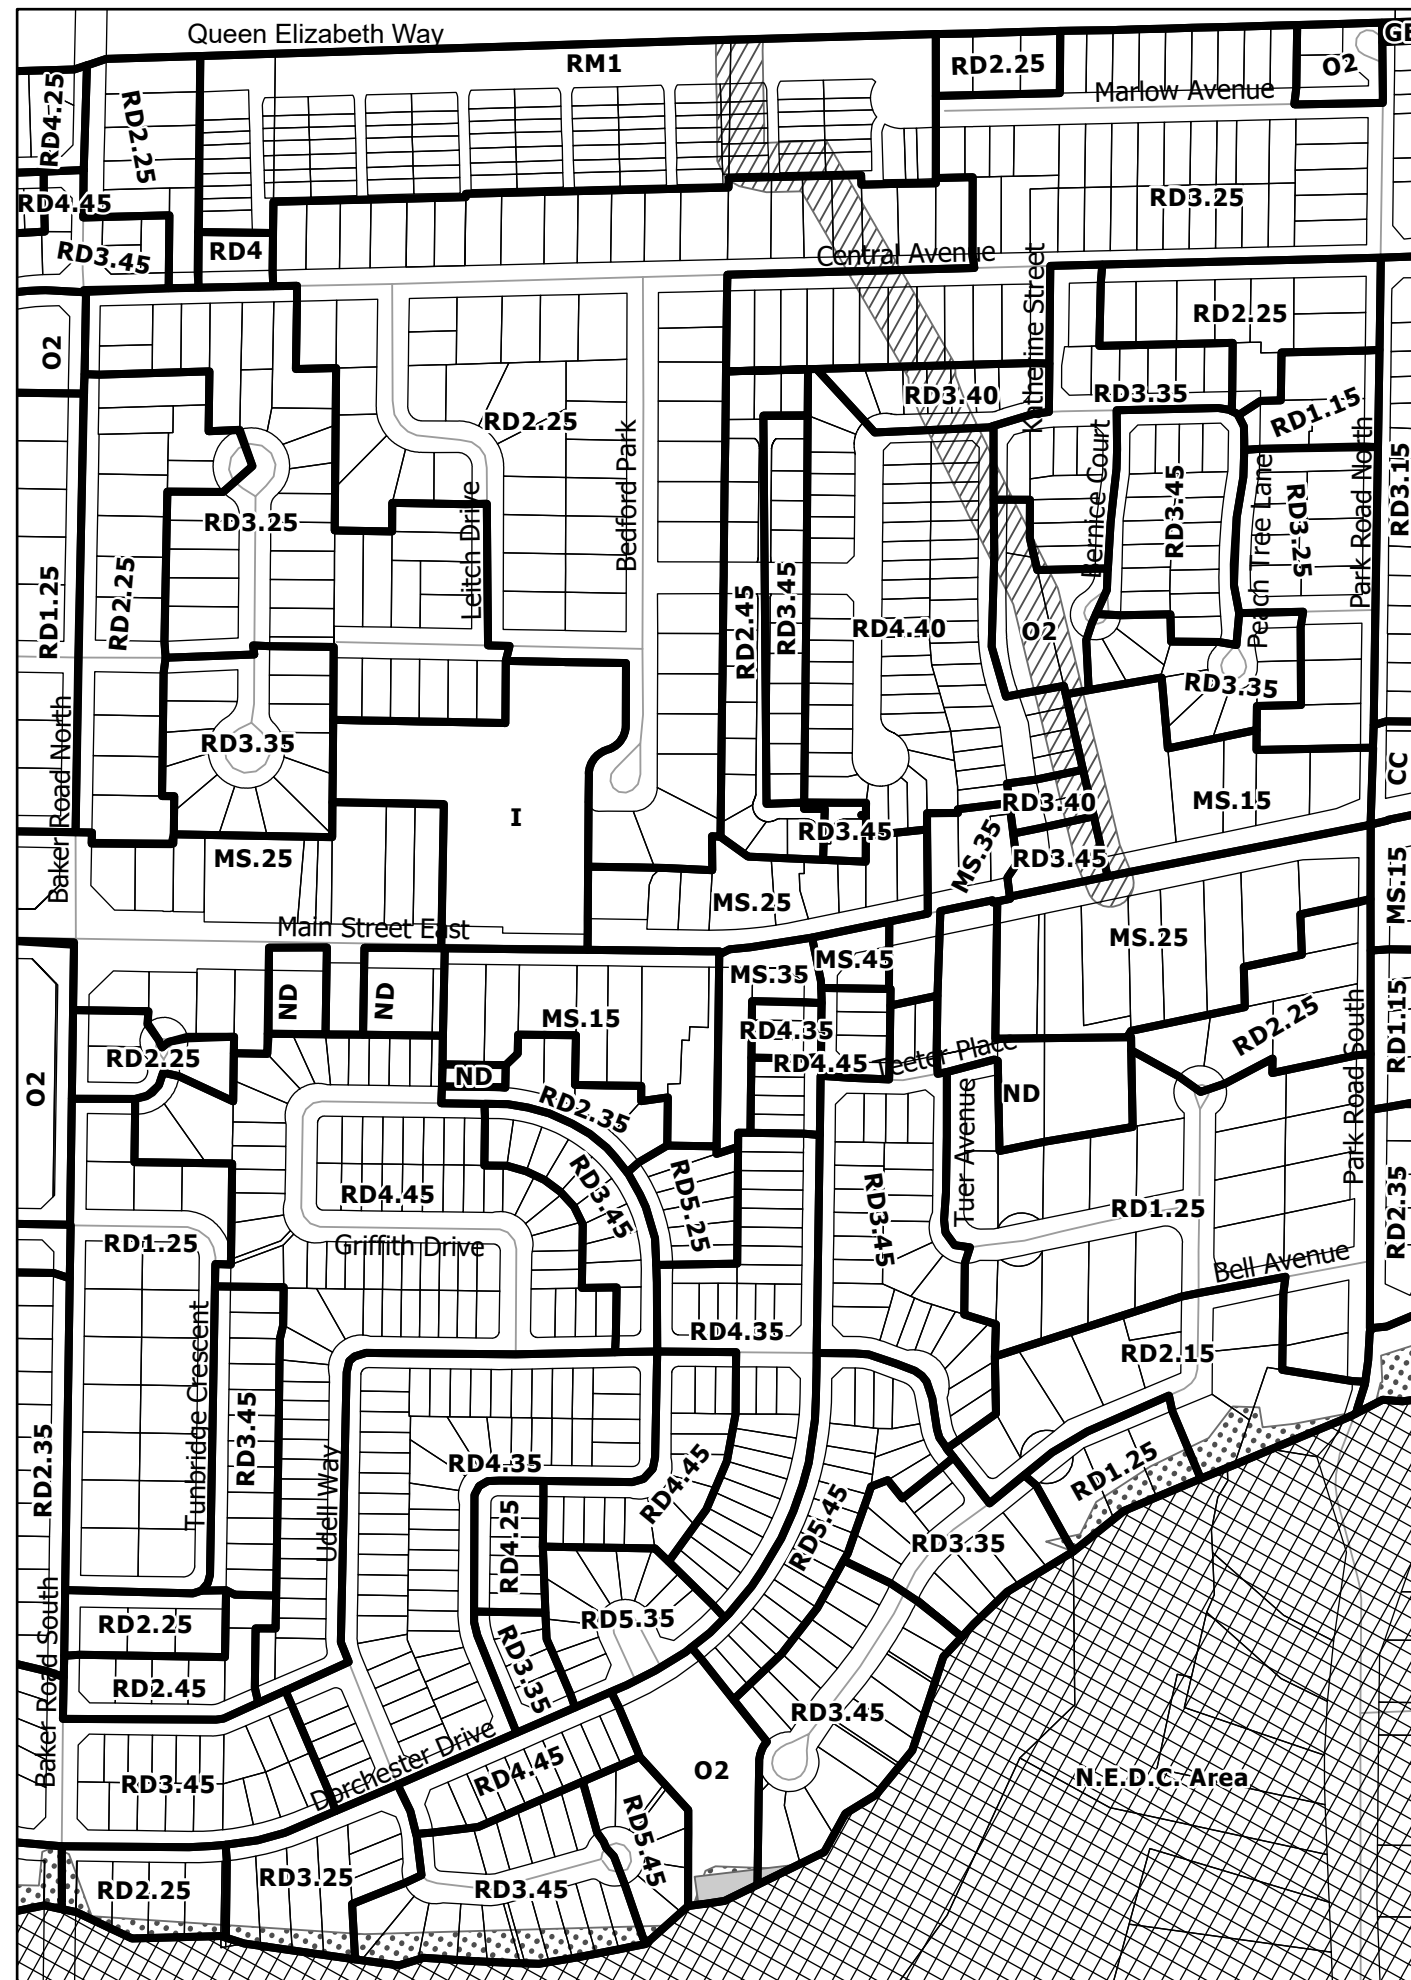 Queen Elizabeth Way
GE
RM1
RD2.25
O2
Marlow Avenue
RD4.25
RD2.25
RD4.45
RD3.25
RD3.45
RD4
Central Avenue
Katherine Street
RD2.25
O2
RD3.40
RD3.35
RD1.15
RD2.25
Bedford Park
Bernice Court
RD3.45
Peach Tree Lane
RD3.25
Park Road North
RD3.15
RD3.25
Leitch Drive
RD1.25
RD2.25
RD2.45
RD3.45
RD4.40
O2
RD3.35
Baker Road North
RD3.35
CC
I
RD3.40
MS.15
RD3.45
MS.35
RD3.45
MS.25
MS.25
MS.15
Main Street East
MS.25
MS.45
MS.35
ND
ND
MS.15
RD4.35
RD2.25
Park Road South
RD1.15
RD2.25
RD4.45
Teeter Place
O2
ND
ND
RD2.35
Tuer Avenue
RD4.45
RD3.45
RD5.25
RD3.45
RD1.25
RD2.35
RD1.25
Griffith Drive
Bell Avenue
RD4.35
RD2.15
Tunbridge Crescent
RD3.45
Udell Way
RD2.35
RD4.35
RD4.45
RD1.25
RD4.25
RD5.45
RD3.35
Baker Road South
RD2.25
RD5.35
RD3.35
RD2.45
RD3.45
Dorchester Drive
RD4.45
O2
N.E.D.C. Area
RD3.45
RD5.45
RD3.25
RD2.25
RD3.45